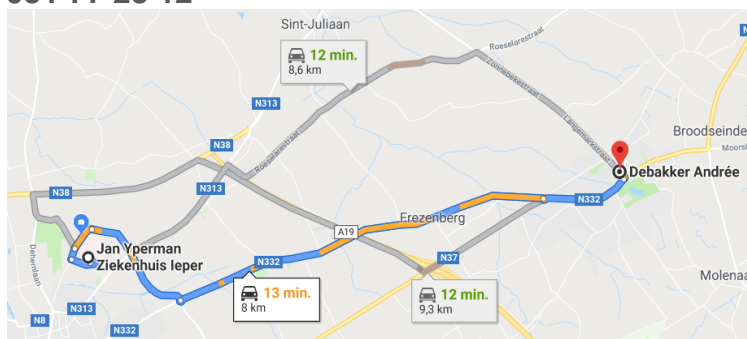 Sint-Juliaan
Roeselarestraat
12 min.
8,6 km
Zonnebekestraat
N313
Langemarkstraat
Broodseinde
N38
Roeselarestraat
Debakker Andrée
N38
N313
N332
Frezenberg
A19
Jan Yperman
Ziekenhuis Ieper
Dehemlaan
N332
N37
13 min.
8 km
12 min.
9,3 km
N313
N8
N332